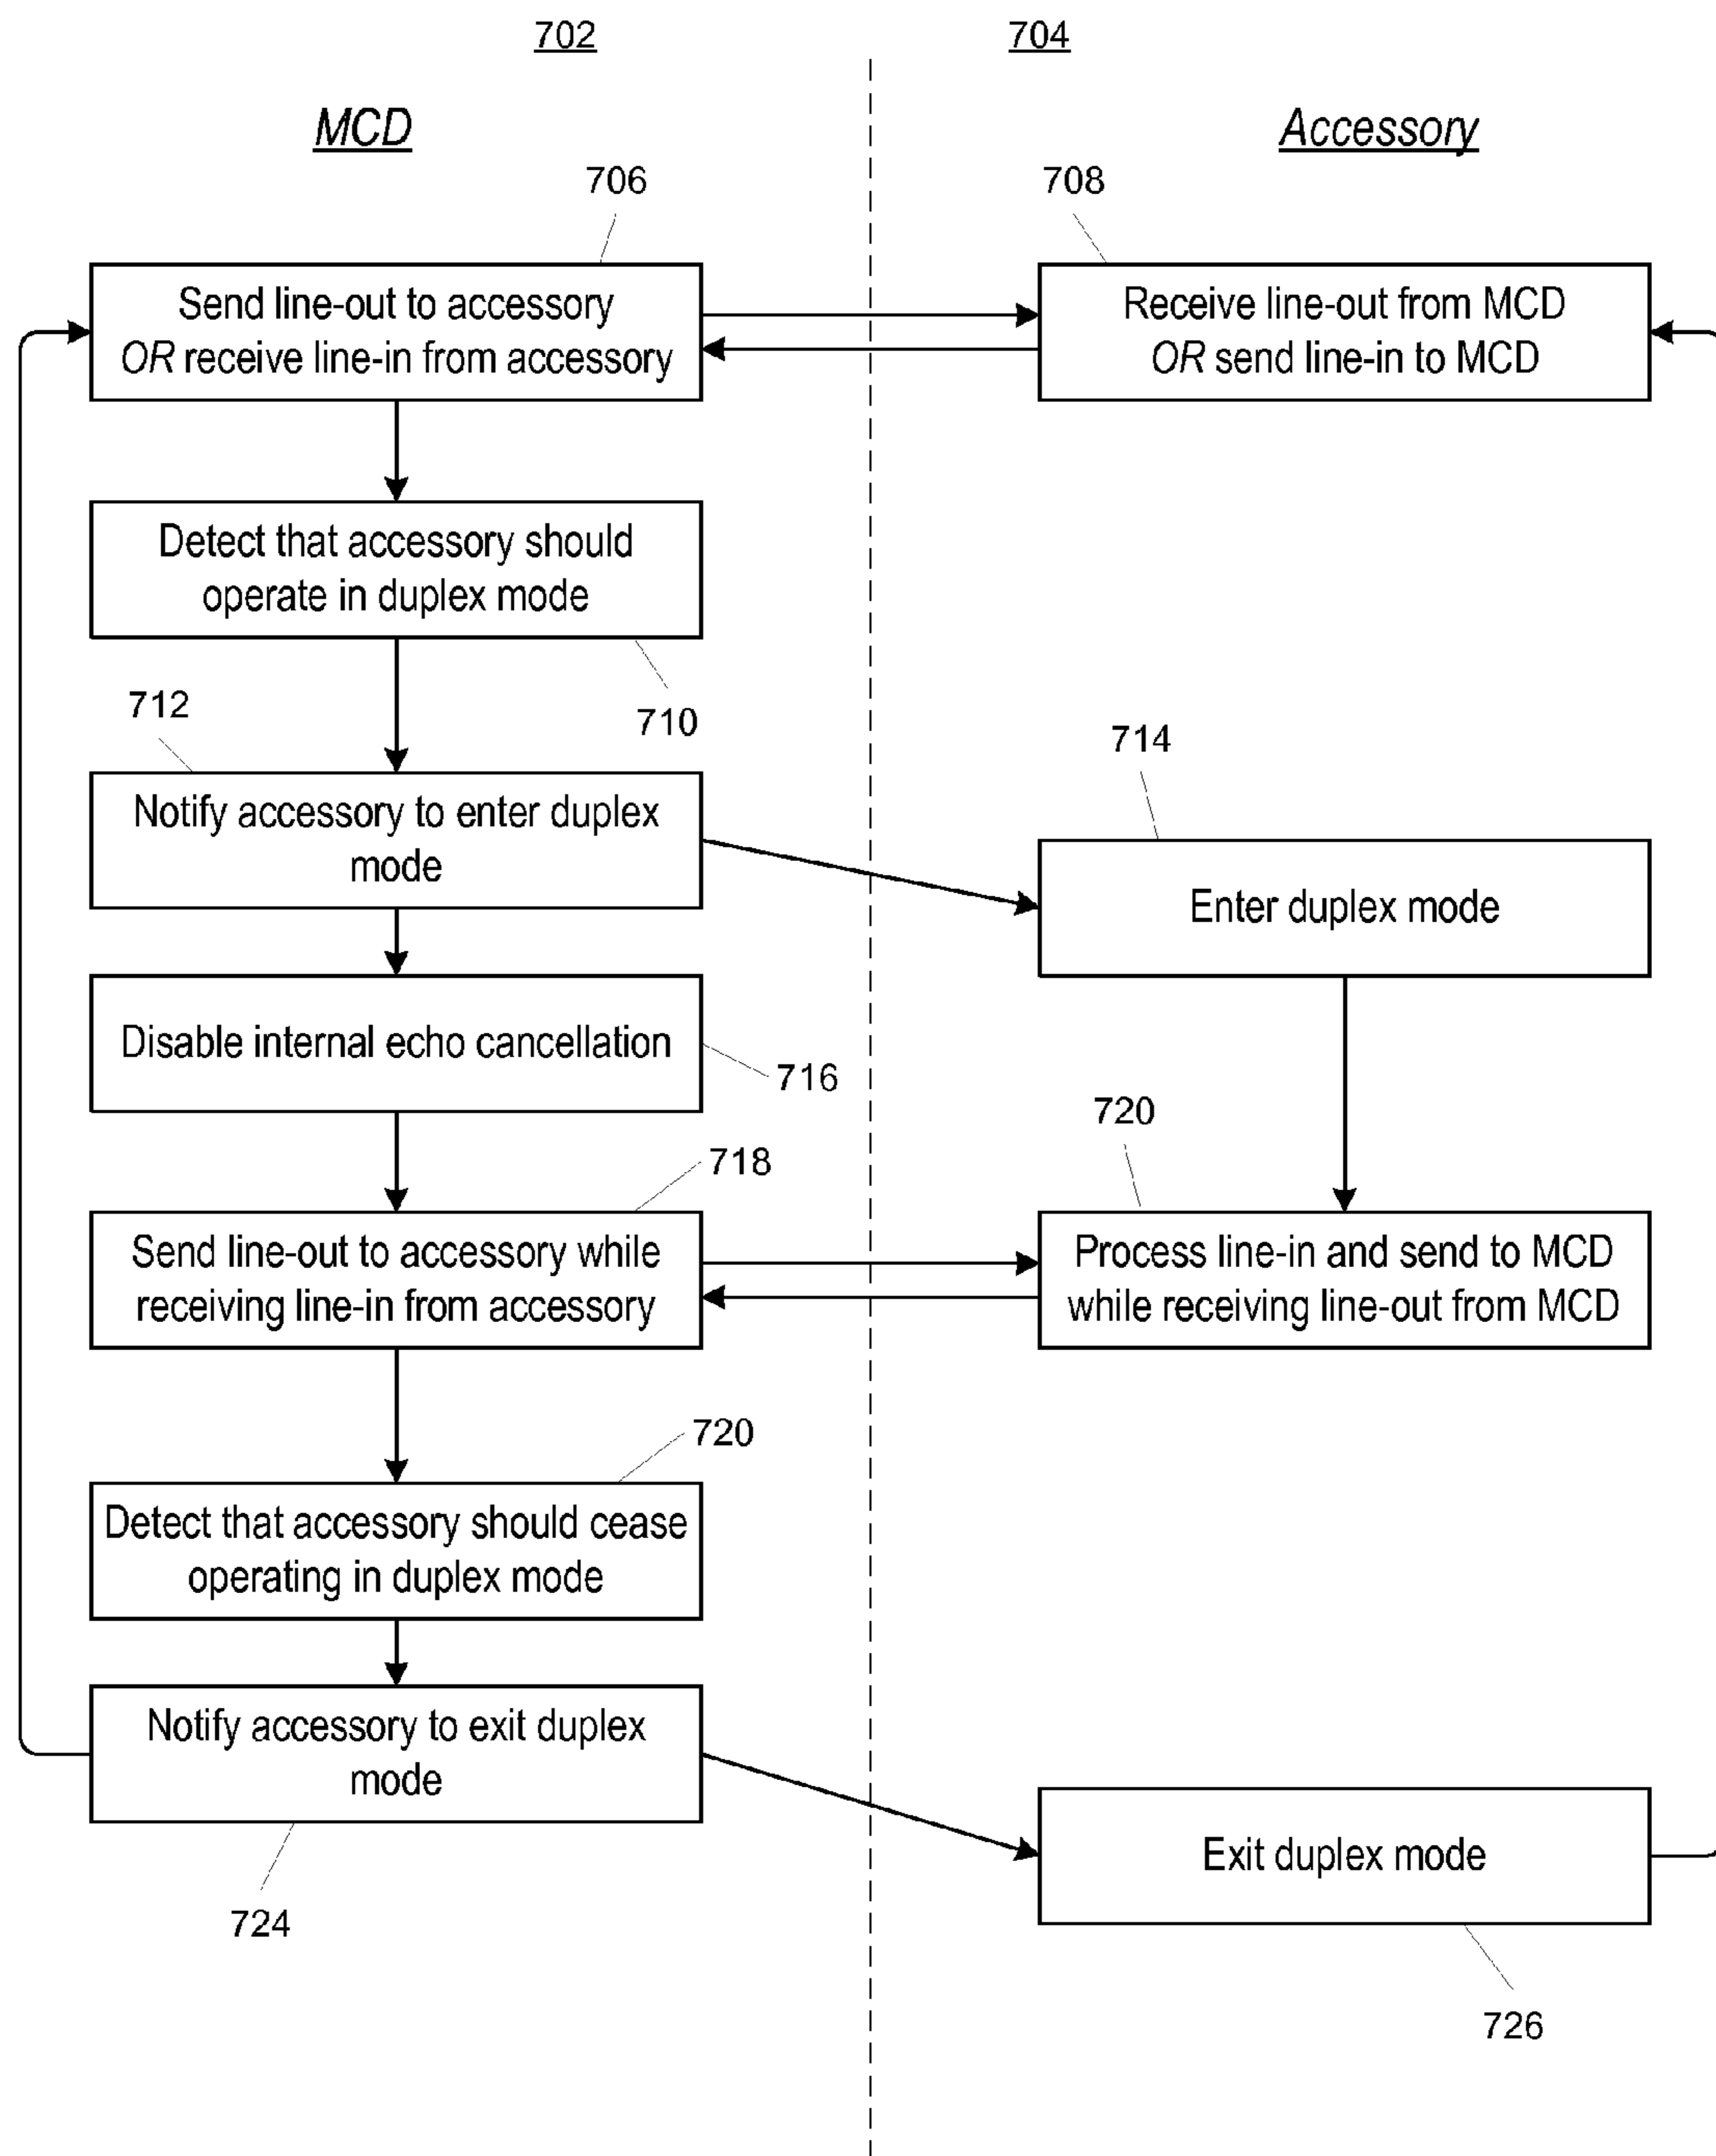 702
704
MCD
Accessory
706
708
Send line-out to accessory
OR receive line-in from accessory
Receive line-out from MCD
OR send line-in to MCD
Detect that accessory should
operate in duplex mode
710
712
Notify accessory to enter duplex
mode
714
Enter duplex mode
Disable internal echo cancellation
716
718
720
Send line-out to accessory while
receiving line-in from accessory
Process line-in and send to MCD
while receiving line-out from MCD
720
Detect that accessory should cease
operating in duplex mode
Notify accessory to exit duplex
mode
724
Exit duplex mode
726